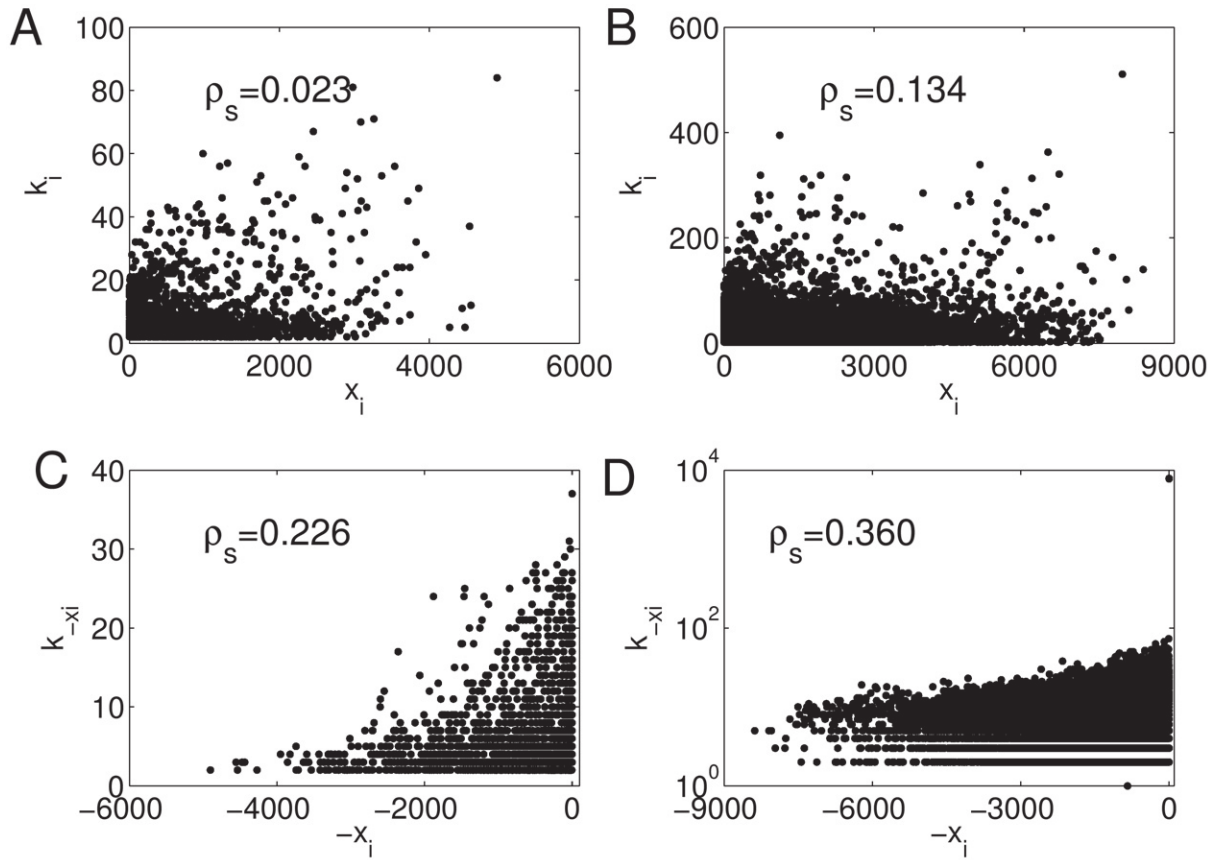 A
100
80
60
40
20
0
k_i
ρ_s=0.023
0 2000 4000 6000
x_i
B
600
400
200
0
k_i
ρ_s=0.134
0 3000 6000 9000
x_i
C
40
30
20
10
0
k_{-xi}
ρ_s=0.226
−6000 −4000 −2000 0
−x_i
D
10^4
10^2
10^0
k_{-xi}
ρ_s=0.360
−9000 −6000 −3000 0
−x_i